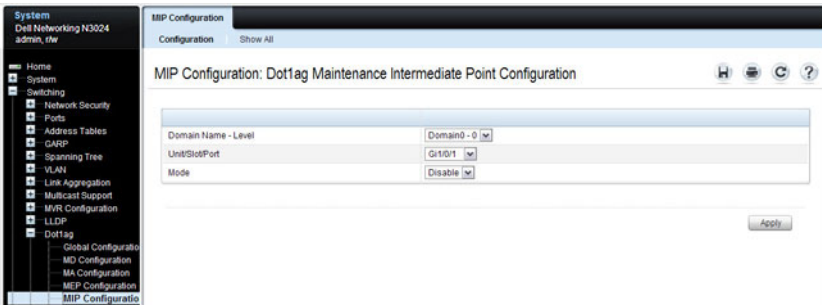 System
Dell Networking N3024
admin, r/w
Home
System
Switching
Network Security
Ports
Address Tables
GARP
Spanning Tree
VLAN
Link Aggregation
Multicast Support
MVR Configuration
LLDP
Dot1ag
Global Configuratio
MD Configuration
MA Configuration
MEP Configuration
MIP Configuratio
MIP Configuration
Configuration Show All
MIP Configuration: Dot1ag Maintenance Intermediate Point Configuration
Domain Name - Level Domain0 - 0
Unit/Slot/Port Gi1/0/1
Mode Disable
Apply